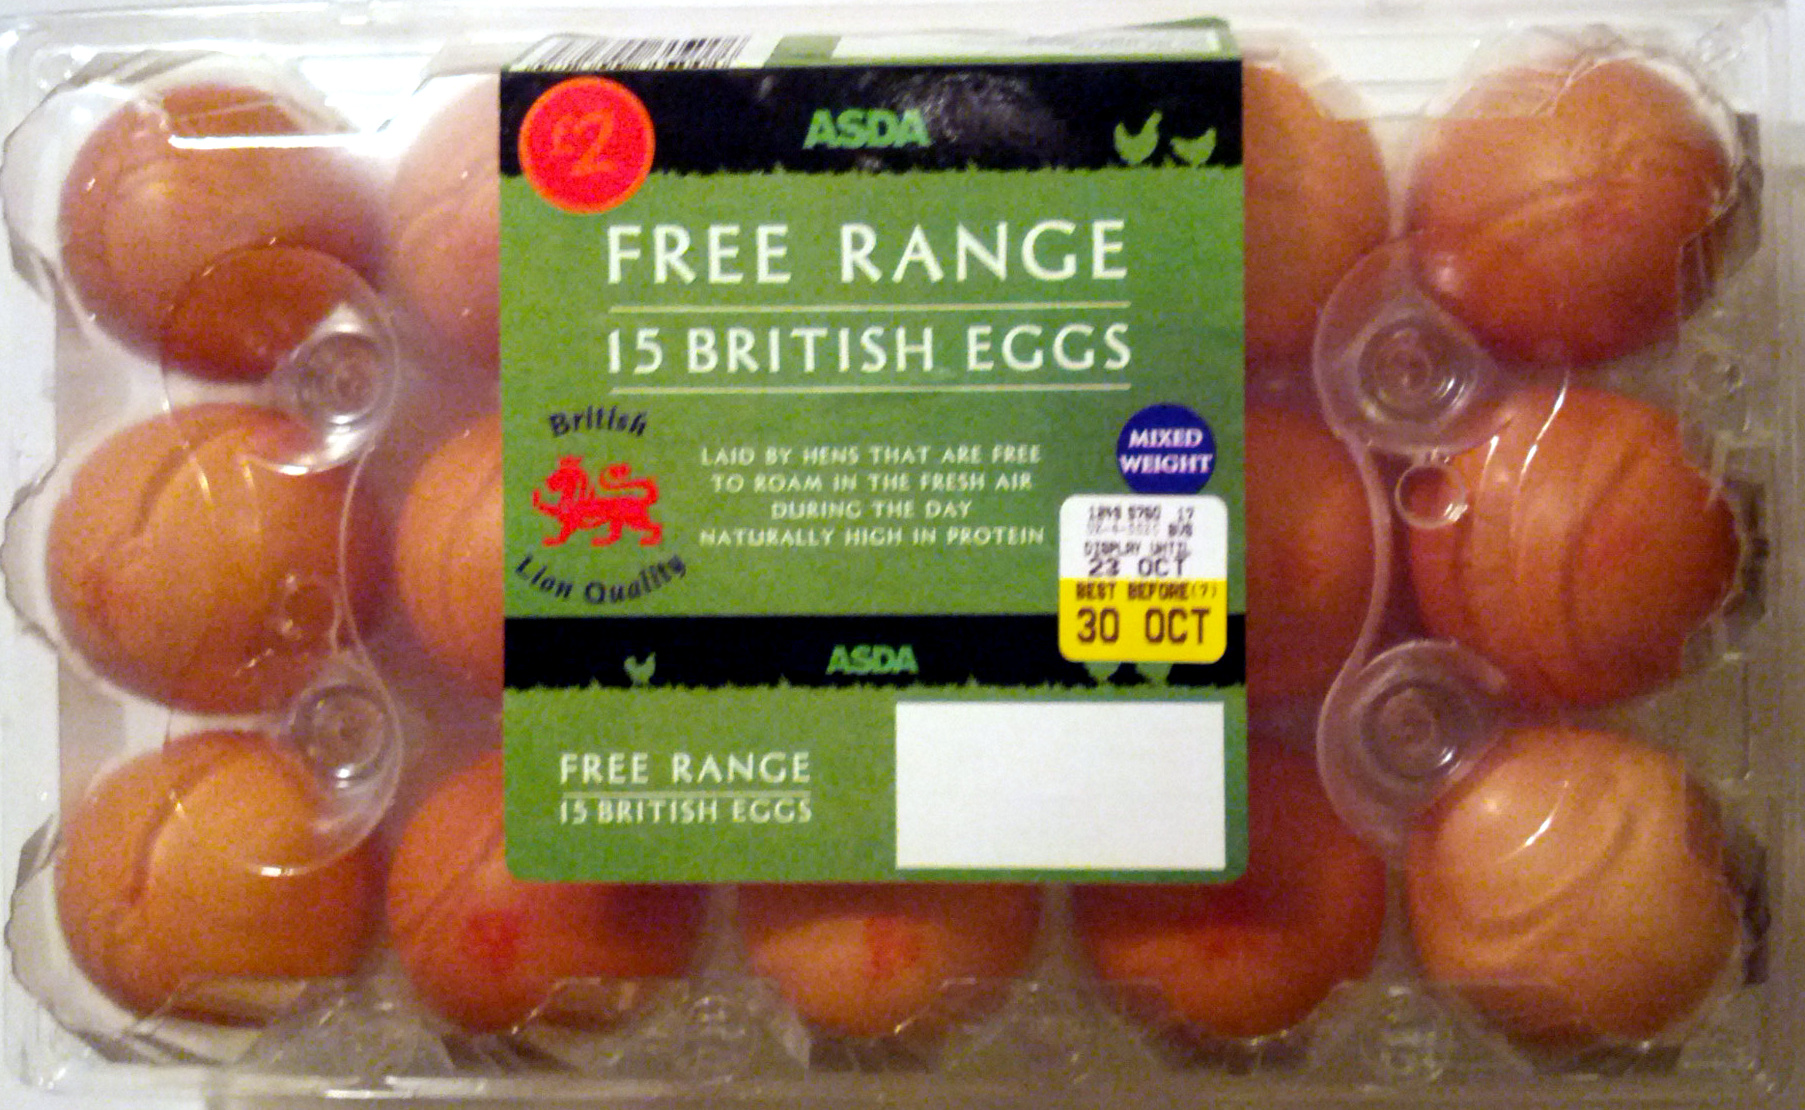 £2
ASDA
FREE RANGE
15 BRITISH EGGS
British
Lion Quality
LAID BY HENS THAT ARE FREE
TO ROAM IN THE FRESH AIR
DURING THE DAY
NATURALLY HIGH IN PROTEIN
MIXED
WEIGHT
DISPLAY UNTIL
23 OCT
BEST BEFORE(7)
30 OCT
ASDA
FREE RANGE
15 BRITISH EGGS